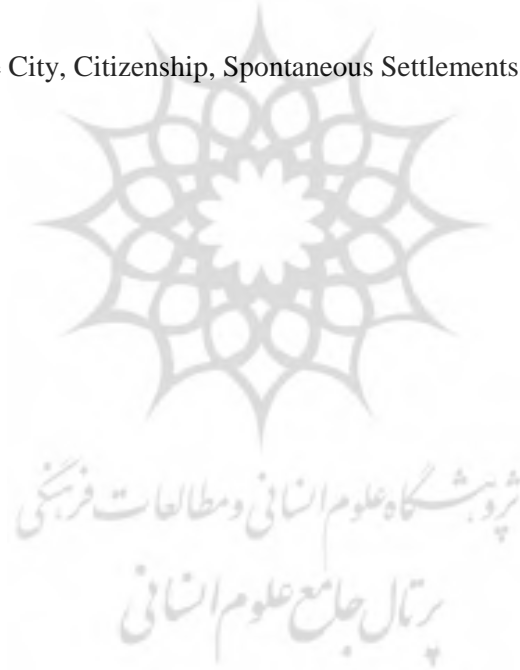 City, Citizenship, Spontaneous Settlements
پژوهشگاه علوم انسانی و مطالعات فرهنگی
پرتال جامع علوم انسانی